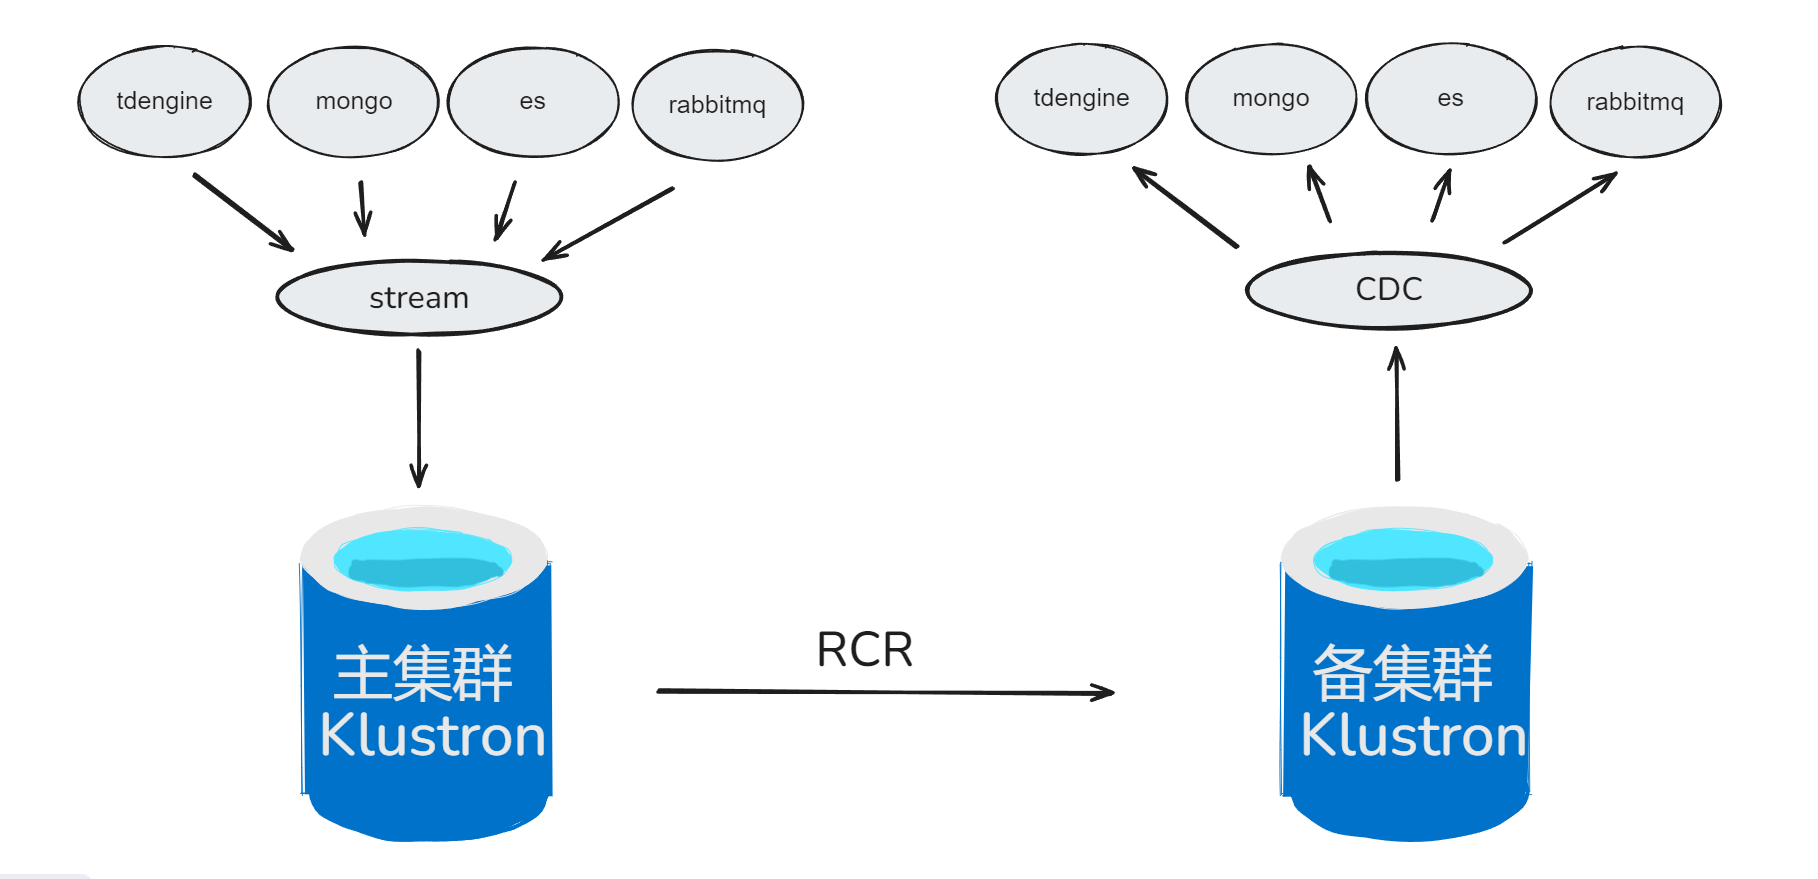 tdengine
mongo
es
rabbitmq
tdengine
mongo
es
rabbitmq
stream
CDC
RCR
主集群
Klustron
备集群
Klustron